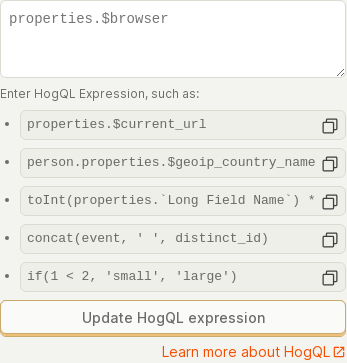 properties.$browser
Enter HogQL Expression, such as:
properties.$current_url
person.properties.$geoip_country_name
toInt(properties.`Long Field Name`) *
concat(event, ' ', distinct_id)
if(1 < 2, 'small', 'large')
Update HogQL expression
Learn more about HogQL